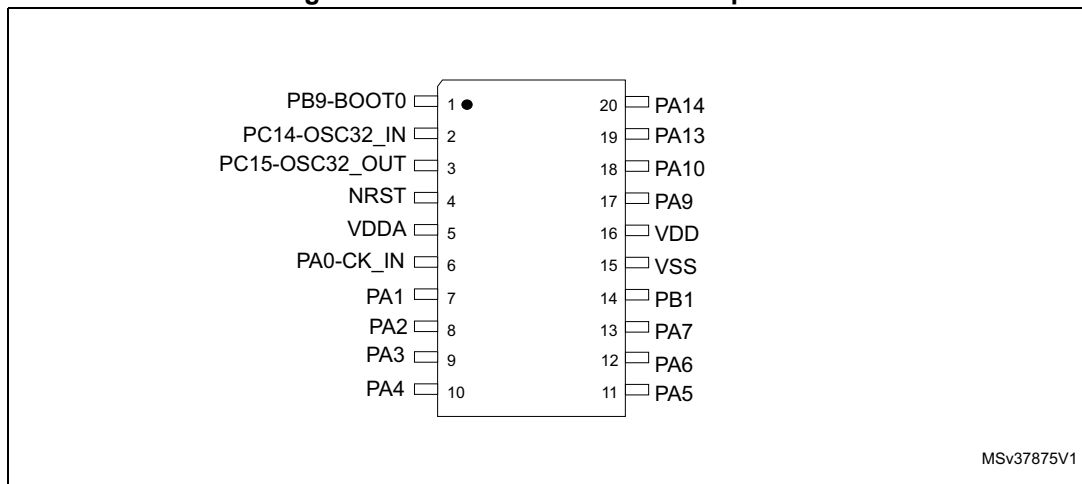 PB9-BOOT0 1 20 PA14
PC14-OSC32_IN 2 19 PA13
PC15-OSC32_OUT 3 18 PA10
NRST 4 17 PA9
VDDA 5 16 VDD
PA0-CK_IN 6 15 VSS
PA1 7 14 PB1
PA2 8 13 PA7
PA3 9 12 PA6
PA4 10 11 PA5
MSv37875V1